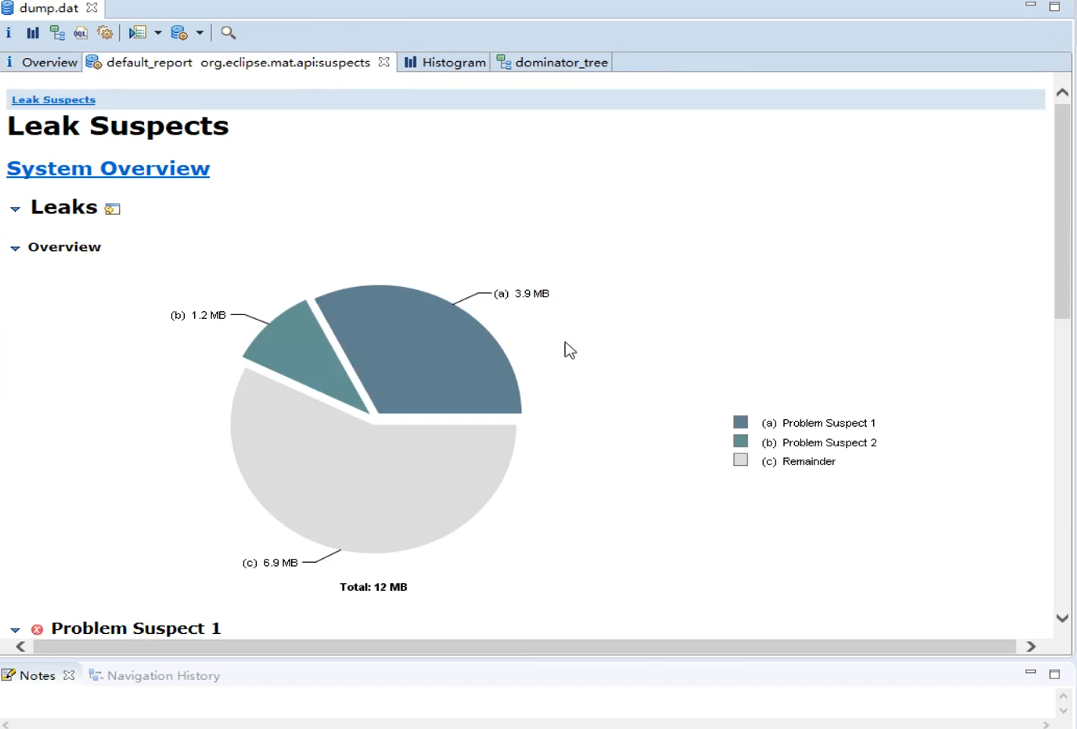 dump.dat
i OQL
i Overview default_report org.eclipse.mat.api:suspects Histogram dominator_tree
Leak Suspects
Leak Suspects
System Overview
Leaks
Overview
(a) 3.9 MB
(b) 1.2 MB
(a) Problem Suspect 1
(b) Problem Suspect 2
(c) Remainder
(c) 6.9 MB
Total: 12 MB
Problem Suspect 1
Notes Navigation History